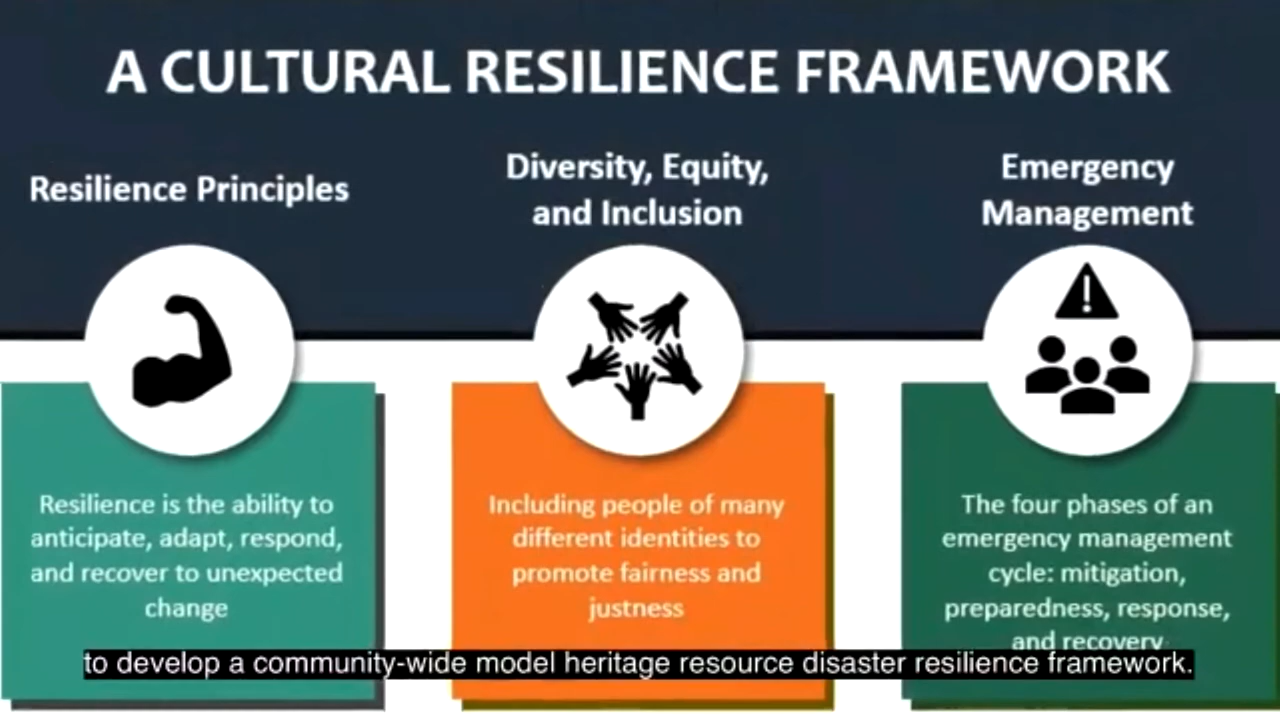 A CULTURAL RESILIENCE FRAMEWORK
Resilience Principles
Diversity, Equity,
and Inclusion
Emergency
Management
Resilience is the ability to
anticipate, adapt, respond,
and recover to unexpected
change
Including people of many
different identities to
promote fairness and
justness
The four phases of an
emergency management
cycle: mitigation,
preparedness, response,
and recovery
to develop a community-wide model heritage resource disaster resilience framework.